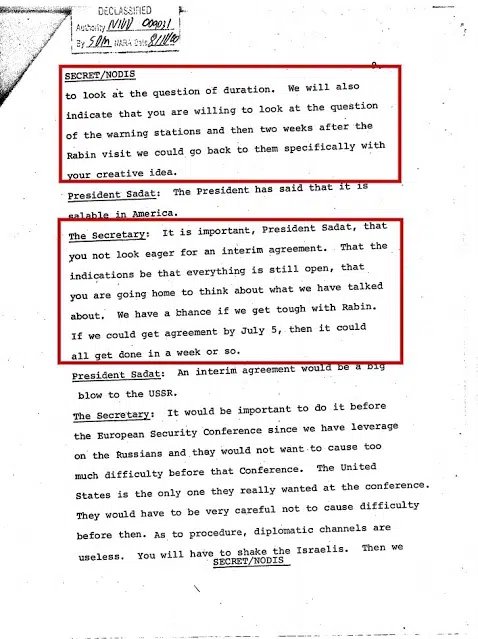 DECLASSIFIED
Authority NND 009031
By SDM NARA Date 8/1/00
9.
SECRET/NODIS
to look at the question of duration. We will also
indicate that you are willing to look at the question
of the warning stations and then two weeks after the
Rabin visit we could go back to them specifically with
your creative idea.
President Sadat: The President has said that it is
salable in America.
The Secretary: It is important, President Sadat, that
you not look eager for an interim agreement. That the
indications be that everything is still open, that
you are going home to think about what we have talked
about. We have a bhance if we get tough with Rabin.
If we could get agreement by July 5, then it could
all get done in a week or so.
President Sadat: An interim agreement would be a big
blow to the USSR.
The Secretary: It would be important to do it before
the European Security Conference since we have leverage
on the Russians and they would not want to cause too
much difficulty before that Conference. The United
States is the only one they really wanted at the conference.
They would have to be very careful not to cause difficulty
before then. As to procedure, diplomatic channels are
useless. You will have to shake the Israelis. Then we
SECRET/NODIS